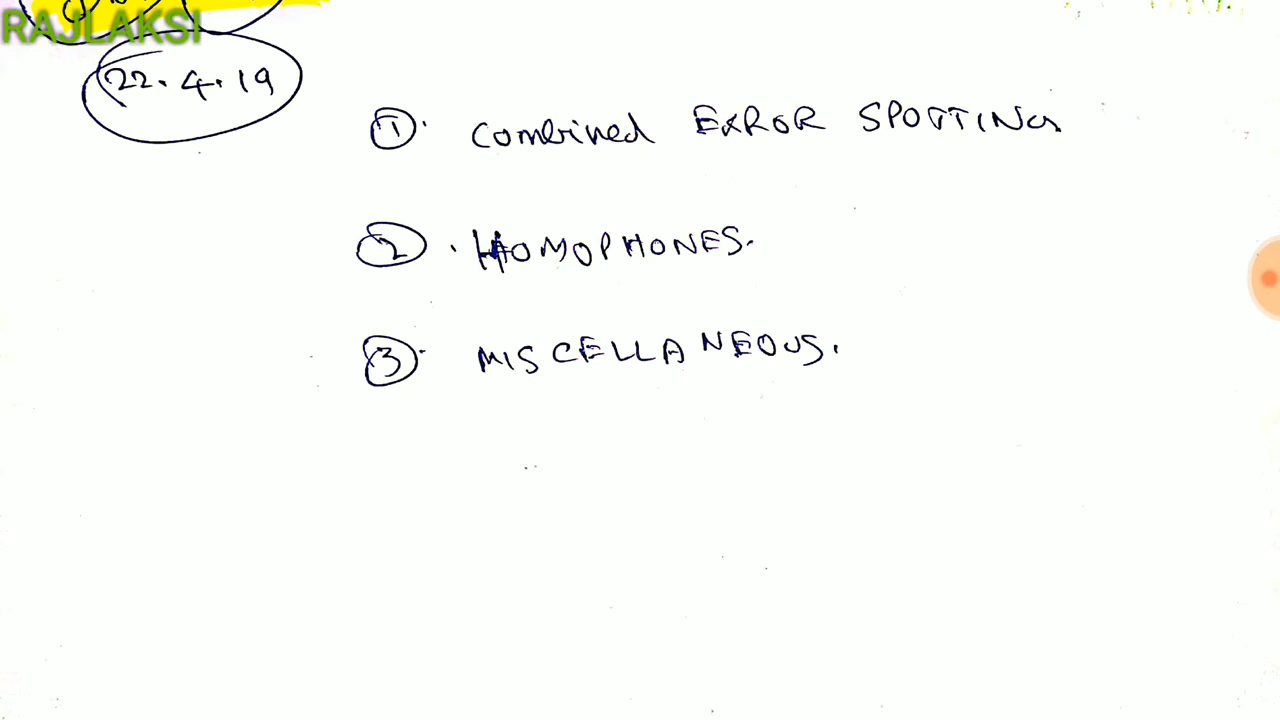 RAJLAKSI
22.4.19
1. Combined ERROR SPOTTING
2. HOMOPHONES.
3. MISCELLANEOUS.